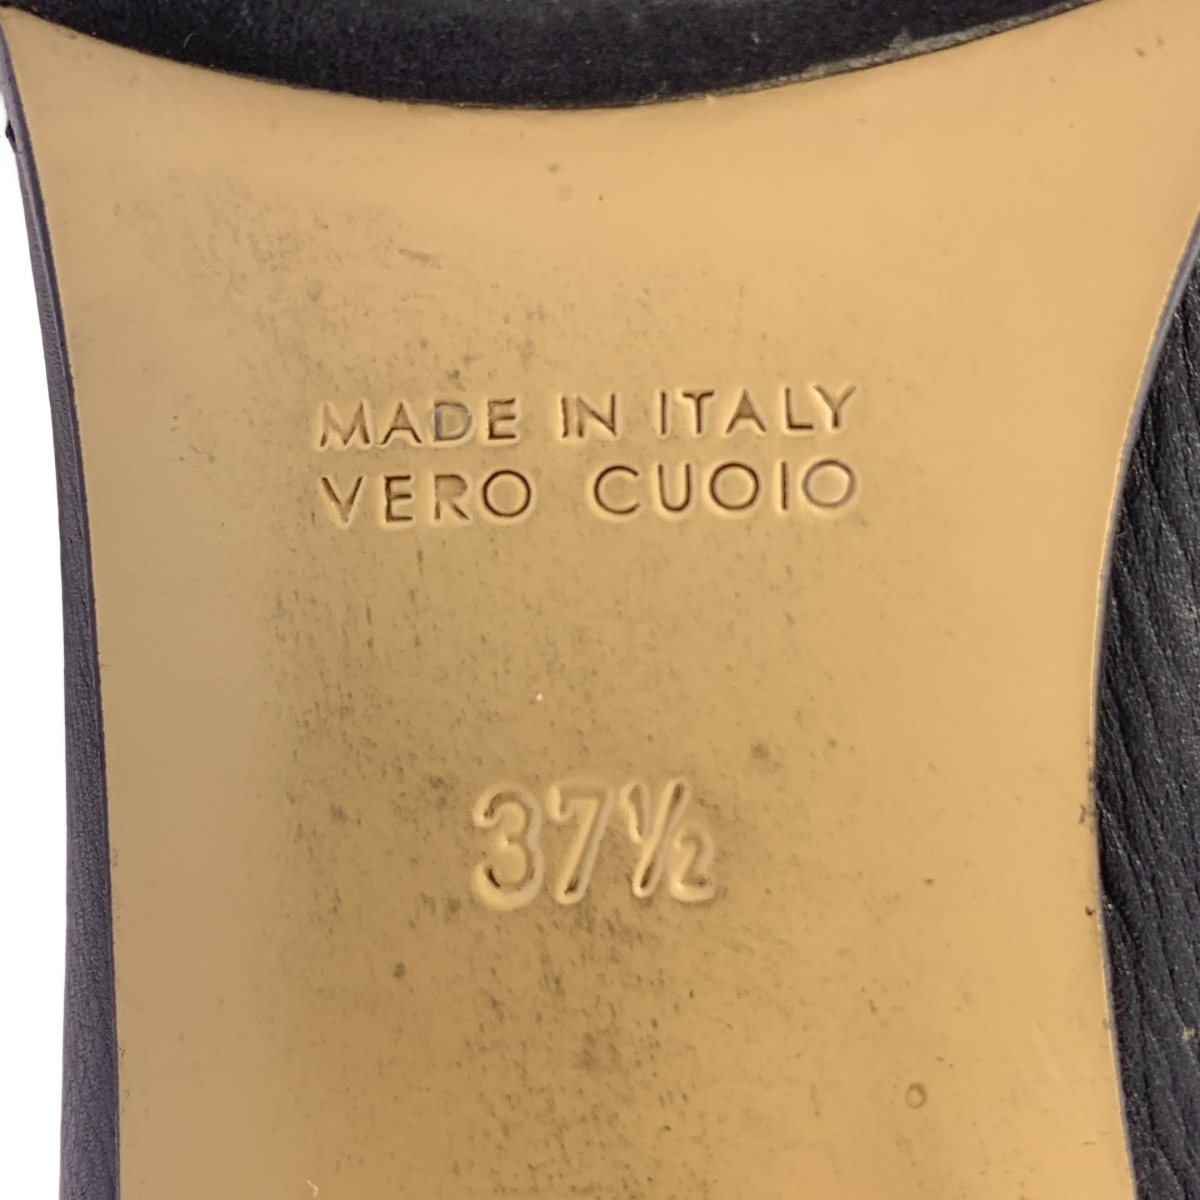 MADE IN ITALY
VERO CUOIO
37½